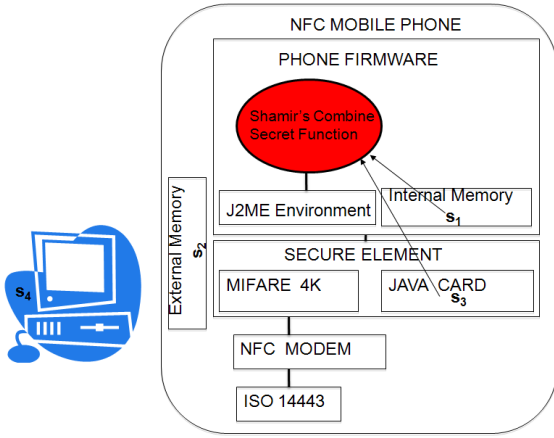 NFC MOBILE PHONE
PHONE FIRMWARE
Shamir's Combine
Secret Function
J2ME Environment
Internal Memory
s1
External Memory
s2
SECURE ELEMENT
MIFARE 4K
JAVA CARD
s3
s4
NFC MODEM
ISO 14443